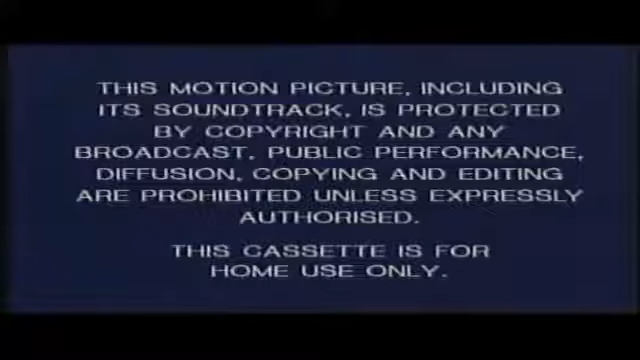 THIS MOTION PICTURE, INCLUDING
ITS SOUNDTRACK, IS PROTECTED
BY COPYRIGHT AND ANY
BROADCAST, PUBLIC PERFORMANCE,
DIFFUSION, COPYING AND EDITING
ARE PROHIBITED UNLESS EXPRESSLY
AUTHORISED.
THIS CASSETTE IS FOR
HOME USE ONLY.